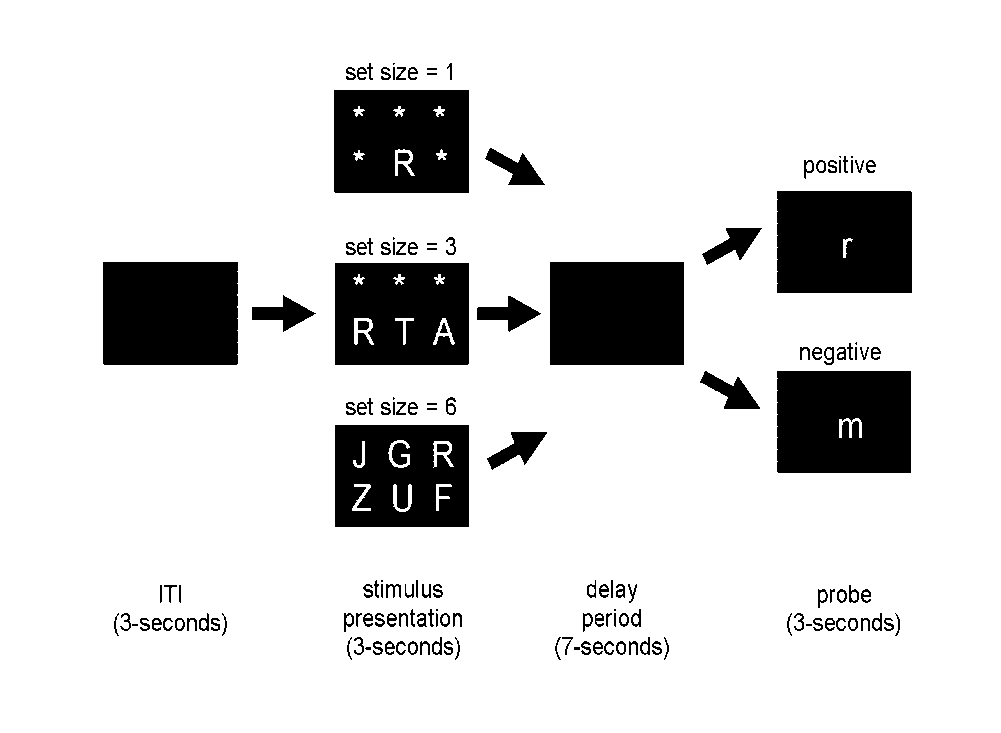 set size = 1
* * *
* R *
set size = 3
* * *
R T A
set size = 6
J G R
Z U F
positive
r
negative
m
ITI
(3-seconds)
stimulus
presentation
(3-seconds)
delay
period
(7-seconds)
probe
(3-seconds)